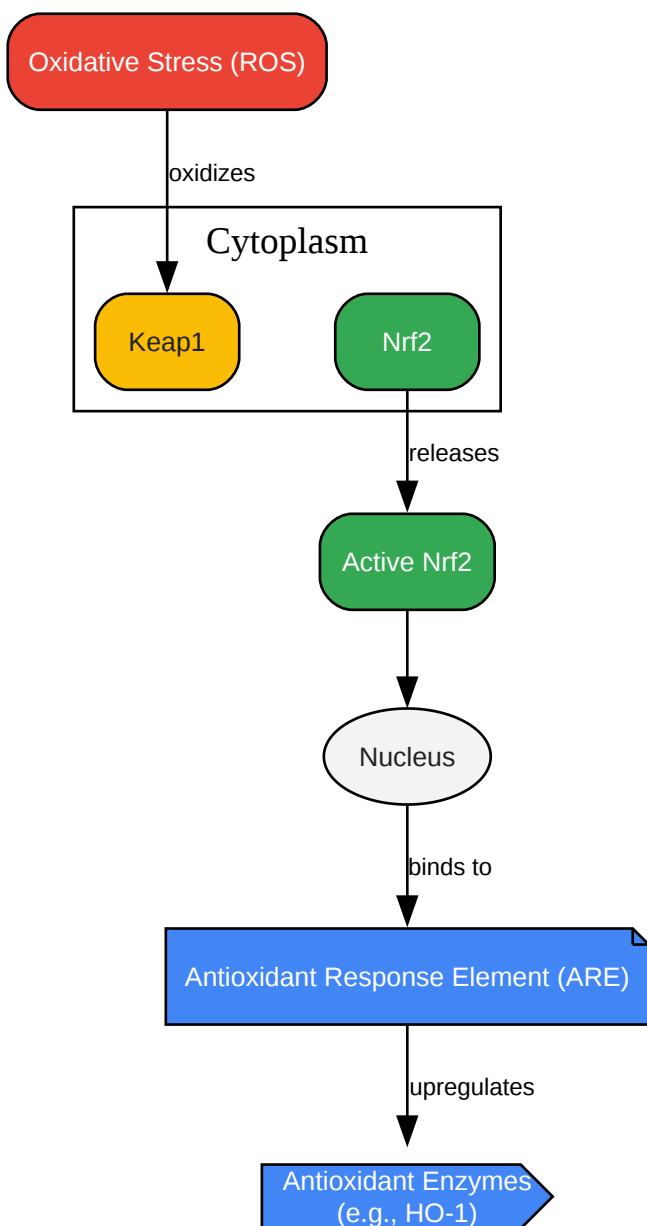 Oxidative Stress (ROS)
oxidizes
Cytoplasm
Keap1
Nrf2
releases
Active Nrf2
Nucleus
binds to
Antioxidant Response Element (ARE)
upregulates
Antioxidant Enzymes
(e.g., HO-1)